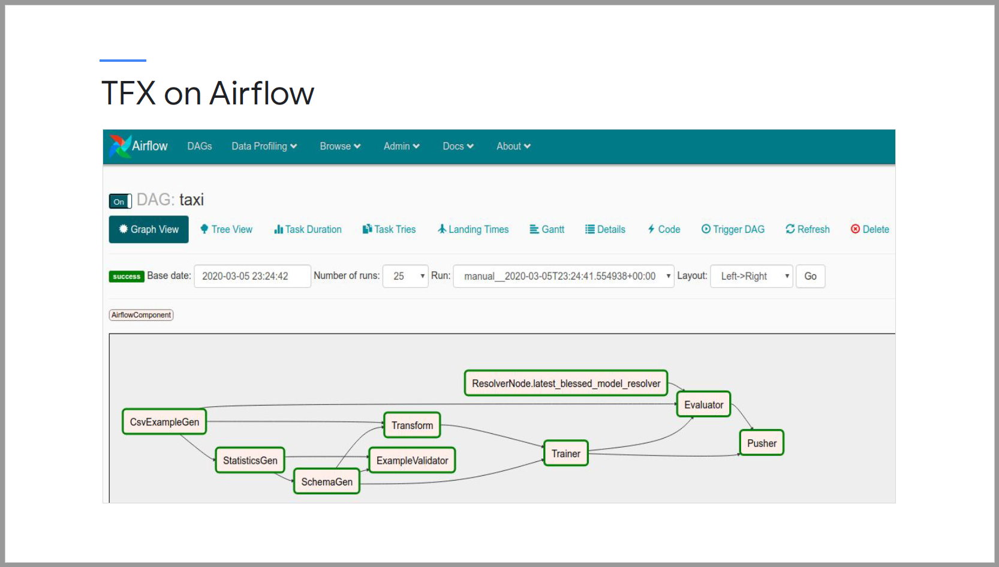 TFX on Airflow
Airflow DAGs Data Profiling Browse Admin Docs About
On DAG: taxi
Graph View Tree View Task Duration Task Tries Landing Times Gantt Details Code Trigger DAG Refresh Delete
success Base date: 2020-03-05 23:24:42 Number of runs: 25 Run: manual__2020-03-05T23:24:41.554938+00:00 Layout: Left->Right Go
AirflowComponent
ResolverNode.latest_blessed_model_resolver
Evaluator
CsvExampleGen
Transform
Pusher
Trainer
StatisticsGen
ExampleValidator
SchemaGen